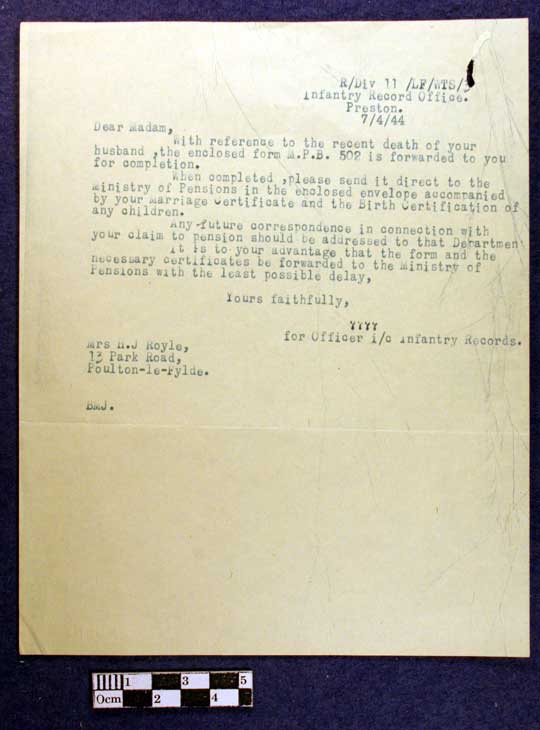 R/Div 11 /LF/WTS/3
Infantry Record Office.
Preston.
7/4/44
Dear Madam,
With reference to the recent death of your
husband ,the enclosed form M.P.B. 502 is forwarded to you
for completion.
When completed ,please send it direct to the
Ministry of Pensions in the enclosed envelope accompanied
by your Marriage Certificate and the Birth Certification of
any children.
Any future correspondence in connection with
your claim to pension should be addressed to that Departmen
It is to your advantage that the form and the
necessary certificates be forwarded to the Ministry of
Pensions with the least possible delay,
Yours faithfully,
????
for Officer i/c Infantry Records.
Mrs H.J Royle,
13 Park Road,
Poulton-le-Fylde.
BMJ.
1 3 5
0cm 2 4